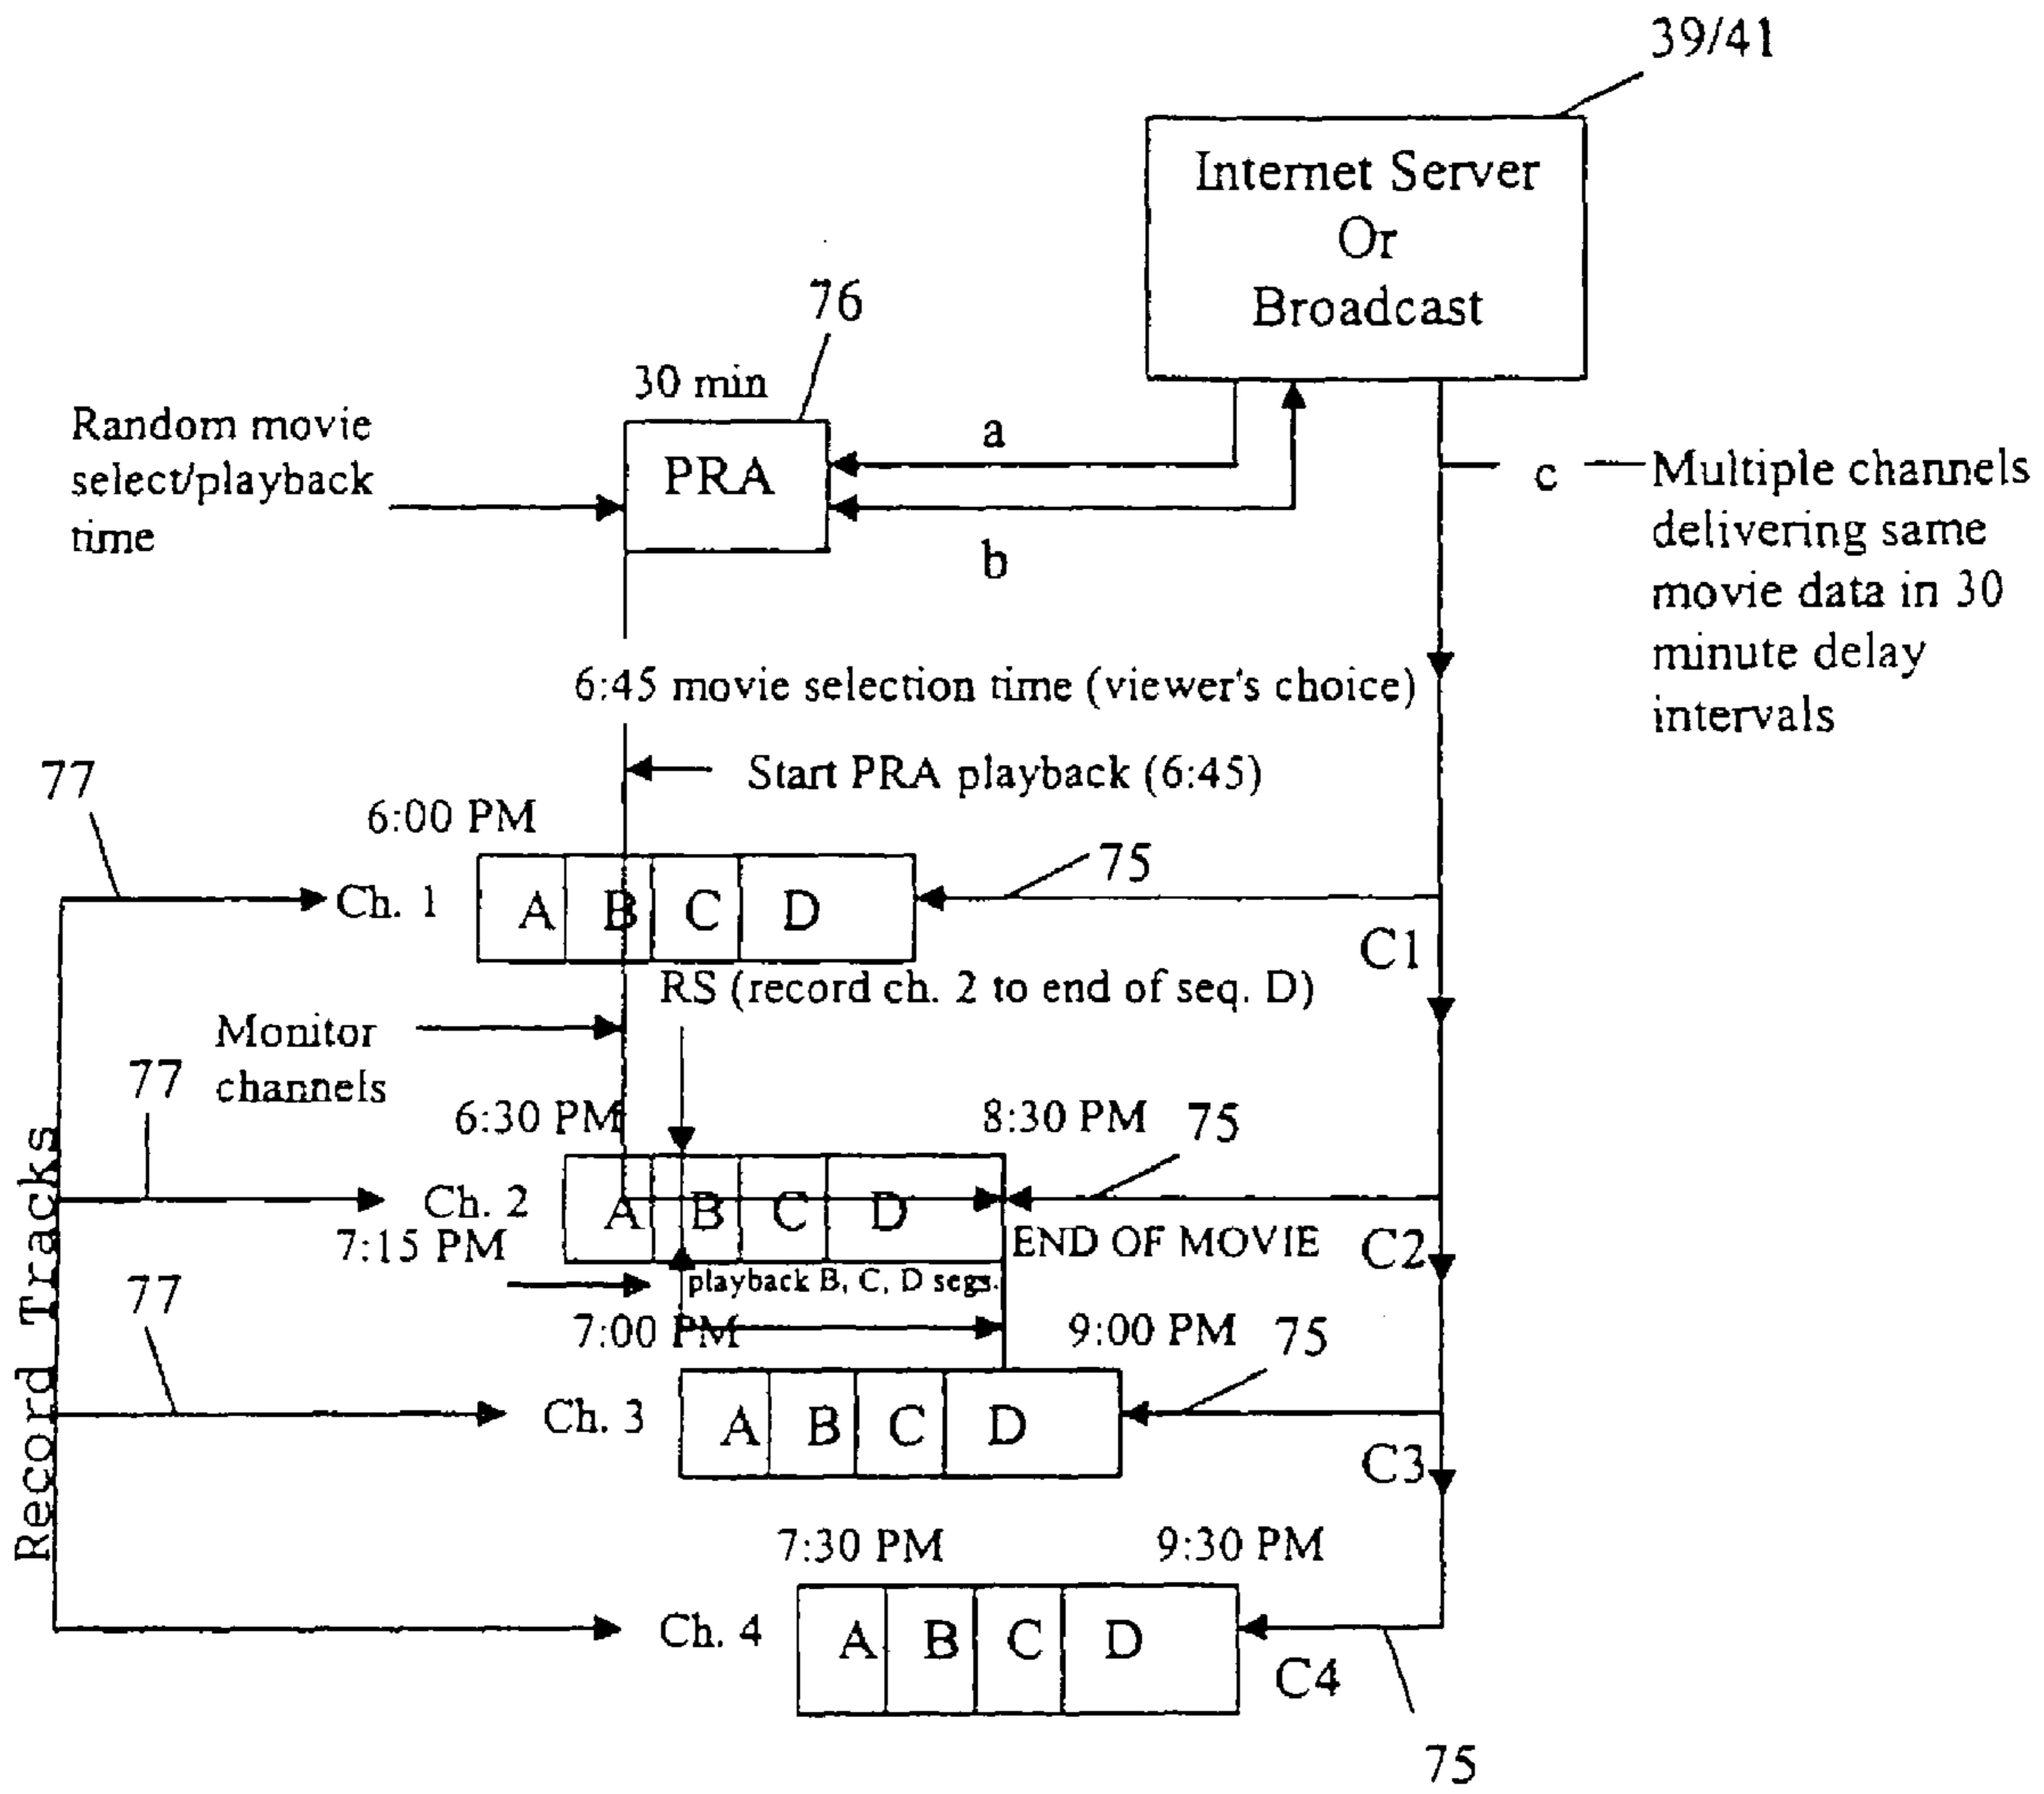 39/41
Internet Server
Or
Broadcast
76
30 min
Random movie
select/playback
time
PRA
a
b
c
Multiple channels
delivering same
movie data in 30
minute delay
intervals
6:45 movie selection time (viewer's choice)
Start PRA playback (6:45)
77
6:00 PM
75
Ch. 1
A B C D
C1
RS (record ch. 2 to end of seq. D)
Monitor
channels
77
6:30 PM
8:30 PM
75
Ch. 2
A B C D
7:15 PM
END OF MOVIE
C2
playback B, C, D segs.
77
7:00 PM
9:00 PM
75
Ch. 3
A B C D
C3
Record Tracks
7:30 PM
9:30 PM
Ch. 4
A B C D
C4
75